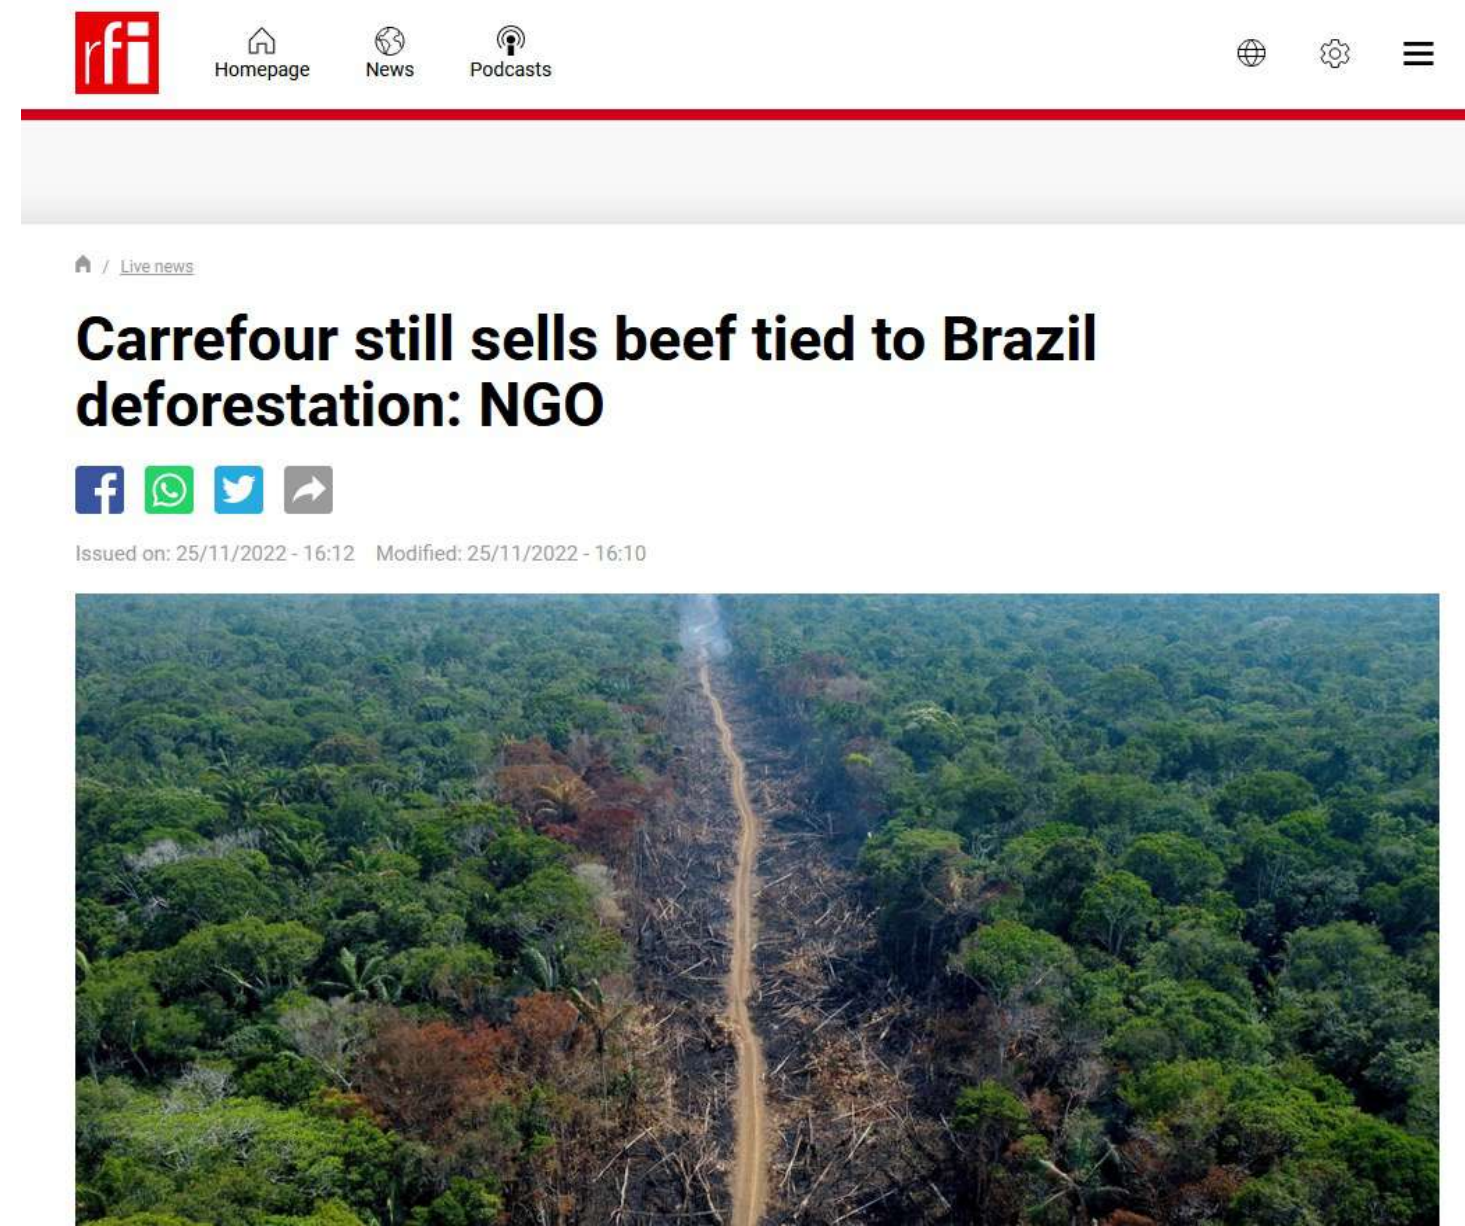 rfi
Homepage
News
Podcasts
/ Live news
Carrefour still sells beef tied to Brazil
deforestation: NGO
Issued on: 25/11/2022 - 16:12 Modified: 25/11/2022 - 16:10